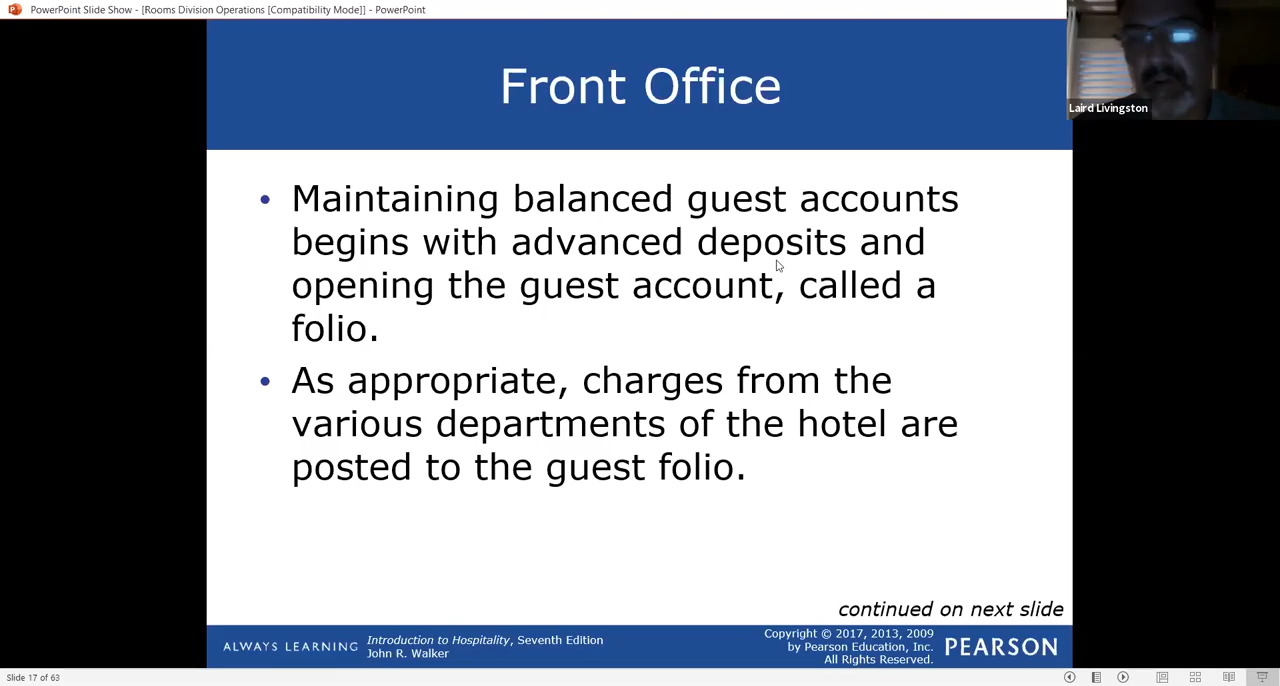 PowerPoint Slide Show - [Rooms Division Operations [Compatibility Mode]] - PowerPoint
Laird Livingston
Front Office
• Maintaining balanced guest accounts
begins with advanced deposits and
opening the guest account, called a
folio.
• As appropriate, charges from the
various departments of the hotel are
posted to the guest folio.
continued on next slide
ALWAYS LEARNING
Introduction to Hospitality, Seventh Edition
John R. Walker
Copyright © 2017, 2013, 2009
by Pearson Education, Inc.
All Rights Reserved.
PEARSON
Slide 17 of 63